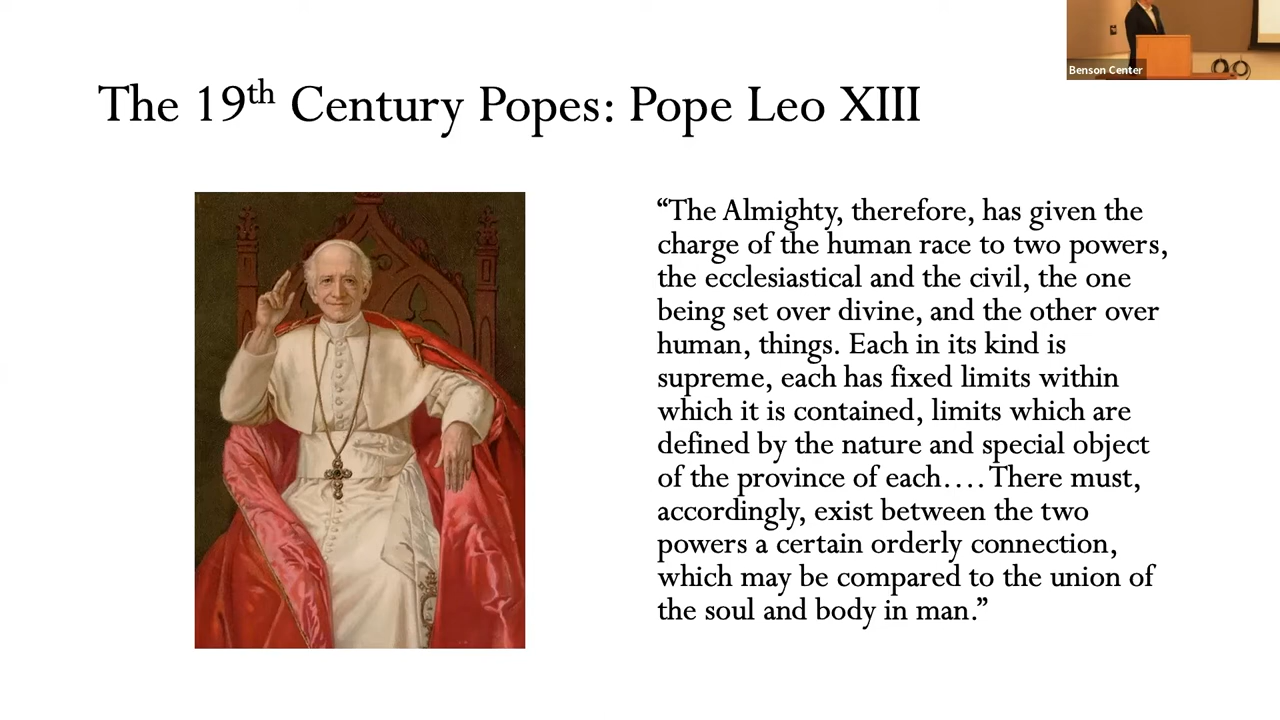 Benson Center
The 19th Century Popes: Pope Leo XIII
“The Almighty, therefore, has given the
charge of the human race to two powers,
the ecclesiastical and the civil, the one
being set over divine, and the other over
human, things. Each in its kind is
supreme, each has fixed limits within
which it is contained, limits which are
defined by the nature and special object
of the province of each.…There must,
accordingly, exist between the two
powers a certain orderly connection,
which may be compared to the union of
the soul and body in man.”